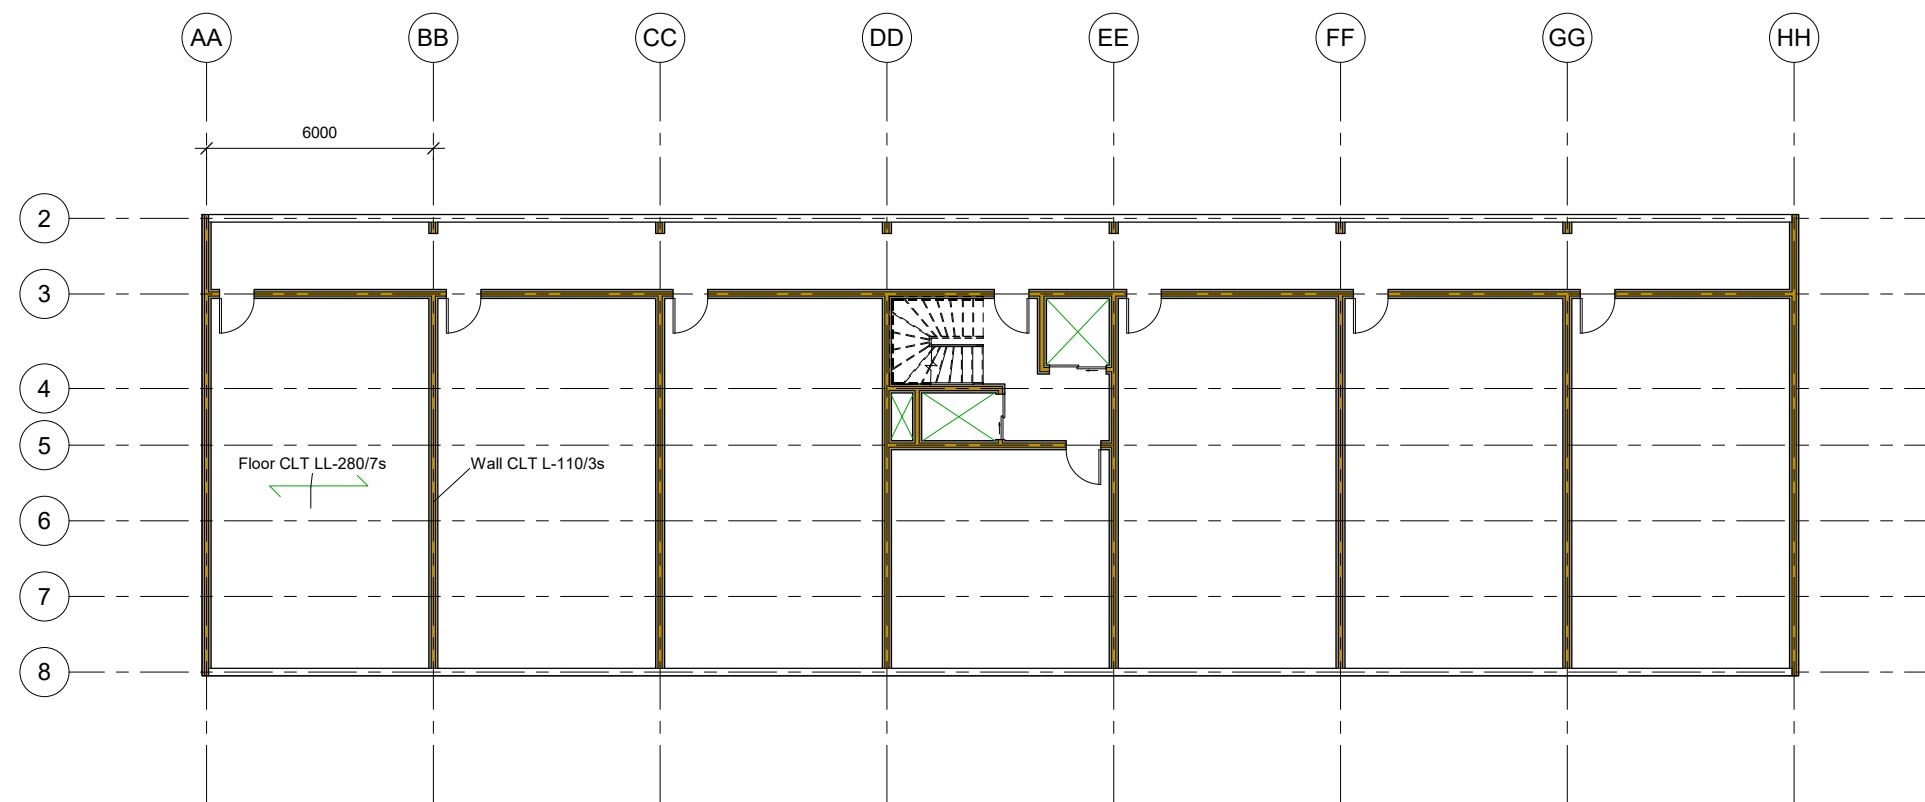 AA
BB
CC
DD
EE
FF
GG
HH
6000
2
3
4
5
Floor CLT LL-280/7s
Wall CLT L-110/3s
6
7
8